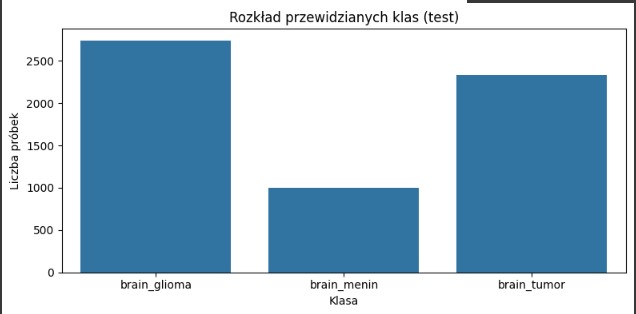 Rozkład przewidzianych klas (test)
2500
2000
1500
1000
500
0
Liczba próbek
brain_glioma
brain_menin
brain_tumor
Klasa